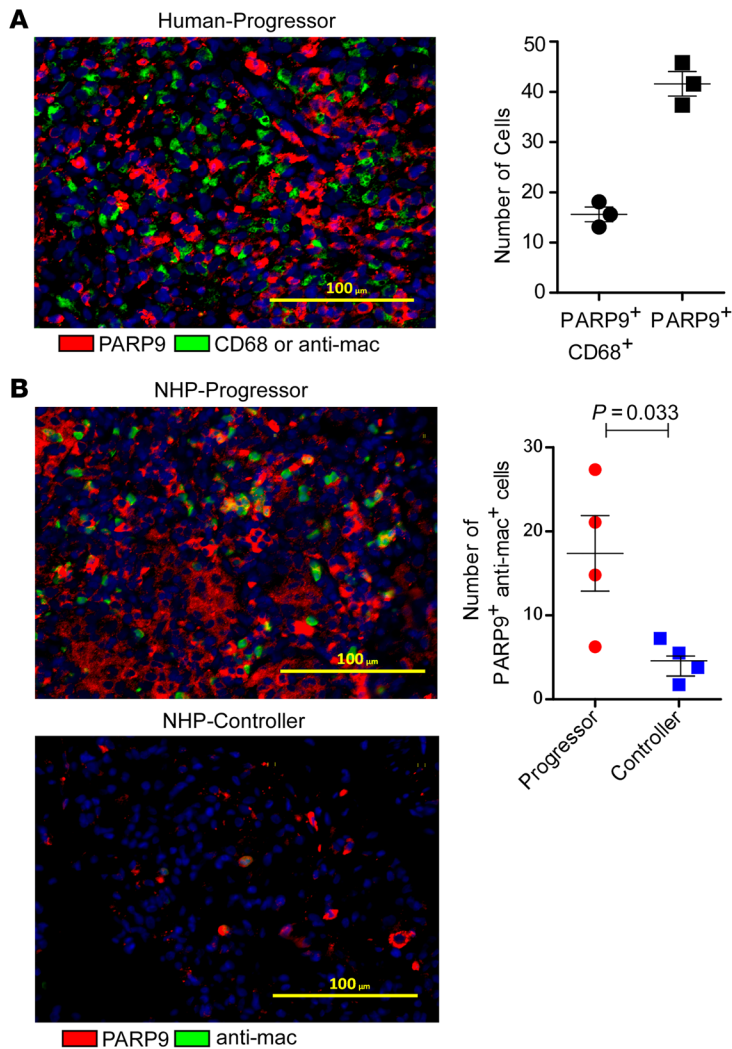 A
Human-Progressor
100 µm
PARP9 CD68 or anti-mac
Number of Cells
50
40
30
20
10
0
PARP9+ PARP9+
CD68+
B
NHP-Progressor
100 µm
NHP-Controller
100 µm
PARP9 anti-mac
P = 0.033
Number of
PARP9+ anti-mac+ cells
30
20
10
0
Progressor
Controller